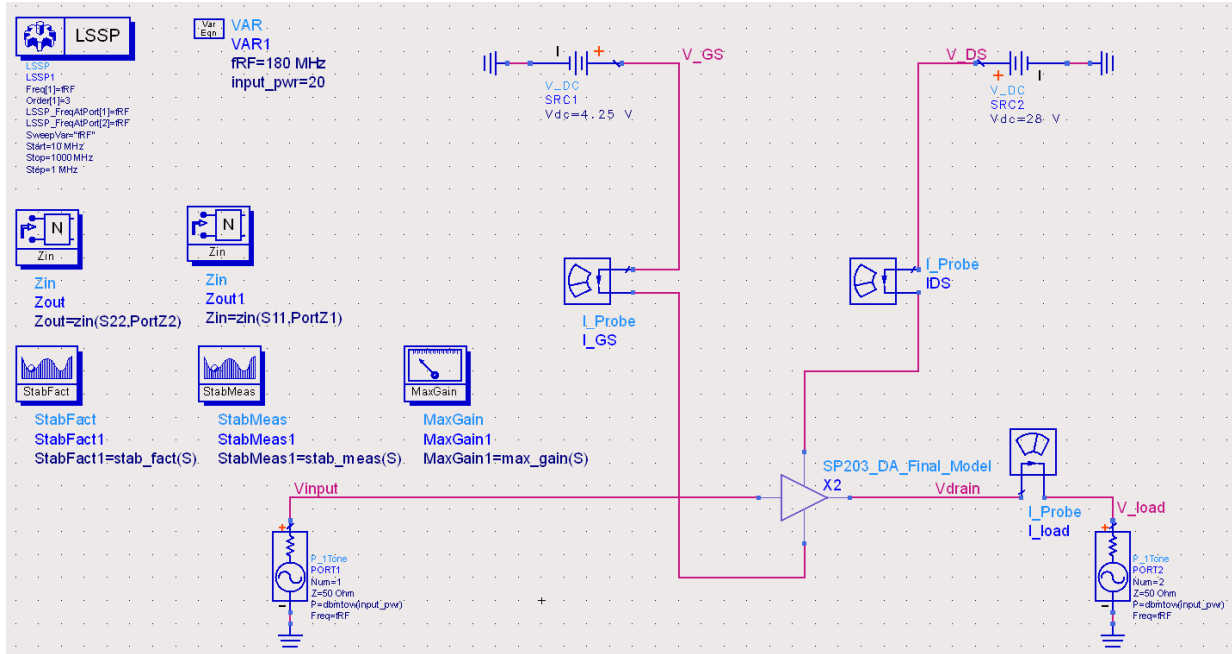 LSSP
LSSP
LSSP1
Freq[1]=fRF
Order[1]=3
LSSP_FreqAtPort[1]=fRF
LSSP_FreqAtPort[2]=fRF
SweepVar="fRF"
Start=10 MHz
Stop=1000 MHz
Step=1 MHz
Var
Eqn
VAR
VAR1
fRF=180 MHz
input_pwr=20
V_GS
V_DC
SRC1
Vdc=4.25 V
V_DS
V_DC
SRC2
Vdc=28 V
N
Zin
Zin
Zout
Zout=zin(S22,PortZ2)
N
Zin
Zin
Zout1
Zin=zin(S11,PortZ1)
I_Probe
I_GS
I_Probe
IDS
StabFact
StabFact
StabFact1
StabFact1=stab_fact(S)
StabMeas
StabMeas
StabMeas1
StabMeas1=stab_meas(S)
MaxGain
MaxGain
MaxGain1
MaxGain1=max_gain(S)
SP203_DA_Final_Model
X2
Vinput
Vdrain
I_Probe
I_load
V_load
P_1Tone
PORT1
Num=1
Z=50 Ohm
P=dbmtow(input_pwr)
Freq=fRF
P_1Tone
PORT2
Num=2
Z=50 Ohm
P=dbmtow(input_pwr)
Freq=fRF